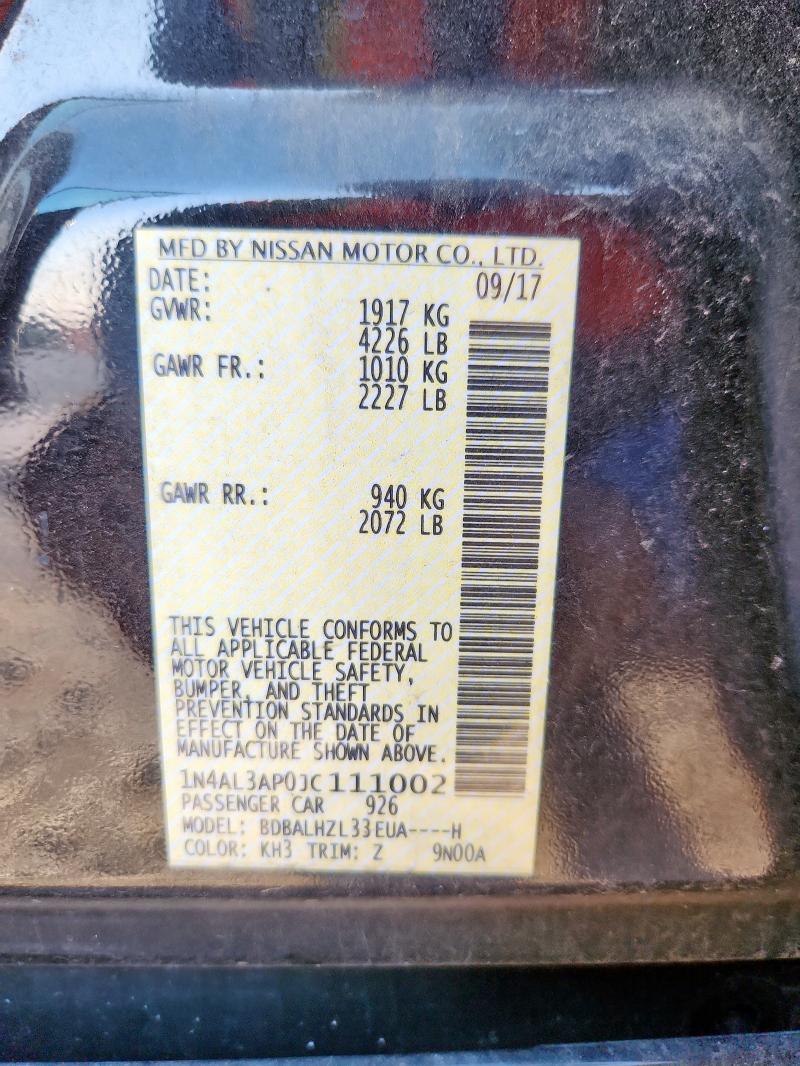 MFD BY NISSAN MOTOR CO., LTD.
DATE: 09/17
GVWR: 1917 KG
4226 LB
GAWR FR.: 1010 KG
2227 LB
GAWR RR.: 940 KG
2072 LB
THIS VEHICLE CONFORMS TO
ALL APPLICABLE FEDERAL
MOTOR VEHICLE SAFETY,
BUMPER, AND THEFT
PREVENTION STANDARDS IN
EFFECT ON THE DATE OF
MANUFACTURE SHOWN ABOVE.
1N4AL3AP0JC111002
PASSENGER CAR 926
MODEL: BDBALHZL33EUA----H
COLOR: KH3 TRIM: Z 9N00A